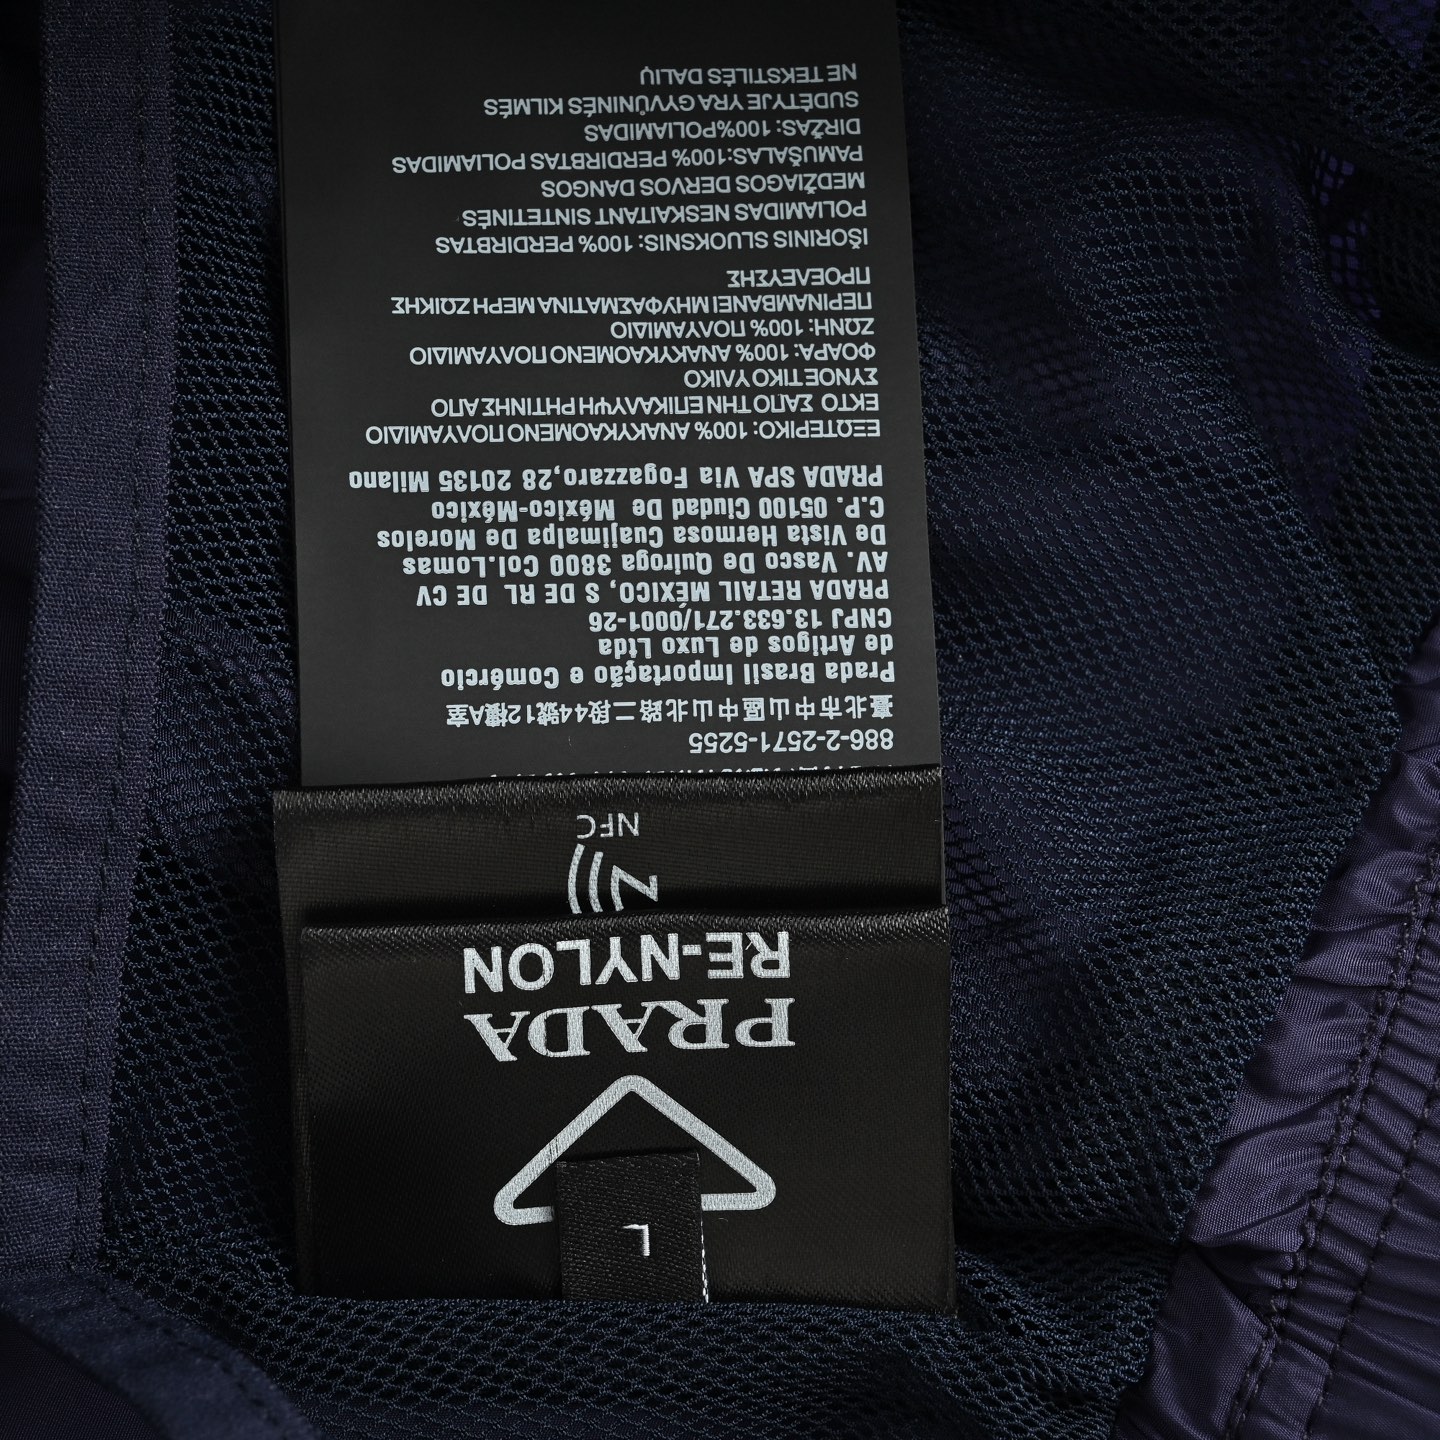 L
PRADA
RE-NYLON
NFC
886-2-2571-5255
臺北市中山區中山北路二段44號12樓A室
Prada Brasil Importação e Comércio
de Artigos de Luxo Ltda
CNPJ 13.633.271/0001-26
PRADA RETAIL MÉXICO, S DE RL DE CV
AV. Vasco De Quiroga 3800 Col.Lomas
De Vista Hermosa Cuajimalpa De Morelos
C.P. 05100 Ciudad De México-México
PRADA SPA Via Fogazzaro,28 20135 Milano
ΕΞΩΤΕΡΙΚΟ: 100% ΑΝΑΚΥΚΛΩΜΕΝΟ ΠΟΛΥΑΜΙΔΙΟ
ΕΚΤΟ ΣΑΠΟ ΤΗΝ ΕΠΙΚΑΛΥΨΗ ΡΗΤΙΝΗΣ ΑΠΟ
ΣΥΝΘΕΤΙΚΟ ΥΛΙΚΟ
ΦΟΔΡΑ: 100% ΑΝΑΚΥΚΛΩΜΕΝΟ ΠΟΛΥΑΜΙΔΙΟ
ΖΩΝΗ: 100% ΠΟΛΥΑΜΙΔΙΟ
ΠΕΡΙΛΑΜΒΑΝΕΙ ΜΗ ΥΦΑΣΜΑΤΙΝΑ ΜΕΡΗ ΖΩΙΚΗΣ
ΠΡΟΕΛΕΥΣΗΣ
IŠORINIS SLUOKSNIS: 100% PERDIRBTAS
POLIAMIDAS NESKAITANT SINTETINĖS
MEDŽIAGOS DERVOS DANGOS
PAMUŠALAS:100% PERDIRBTAS POLIAMIDAS
DIRŽAS: 100%POLIAMIDAS
SUDĖTYJE YRA GYVŪNINĖS KILMĖS
NE TEKSTILĖS DALIŲ